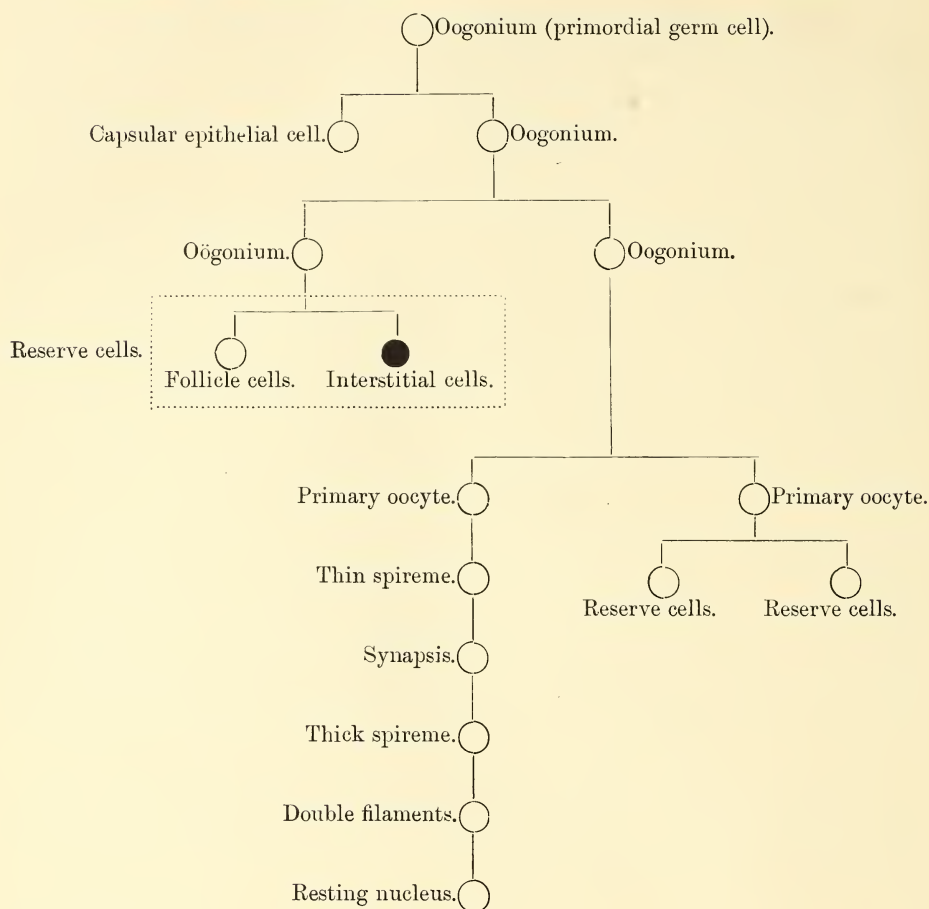 Oogonium (primordial germ cell).
Capsular epithelial cell.
Oogonium.
Oögonium.
Oogonium.
Reserve cells.
Follicle cells.
Interstitial cells.
Primary oocyte.
Primary oocyte.
Thin spireme.
Reserve cells.
Reserve cells.
Synapsis.
Thick spireme.
Double filaments.
Resting nucleus.